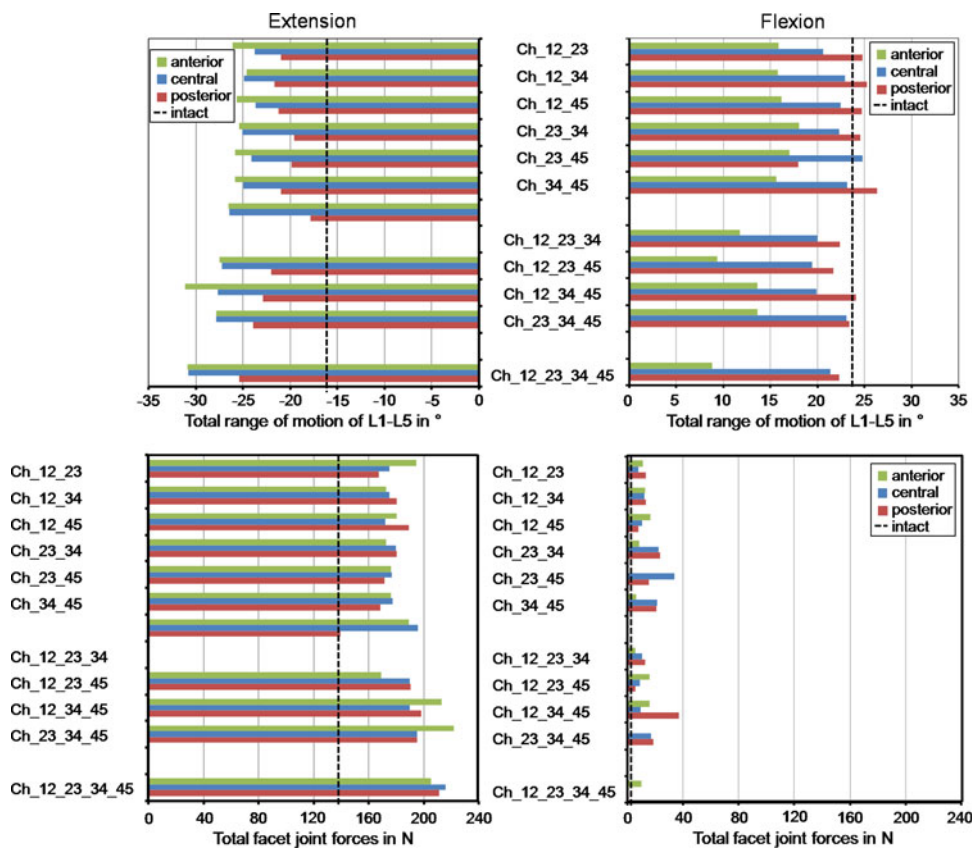 Extension
Flexion
anterior
central
posterior
intact
Ch_12_23
Ch_12_34
Ch_12_45
Ch_23_34
Ch_23_45
Ch_34_45
Ch_12_23_34
Ch_12_23_45
Ch_12_34_45
Ch_23_34_45
Ch_12_23_34_45
anterior
central
posterior
intact
-35 -30 -25 -20 -15 -10 -5 0
Total range of motion of L1-L5 in °
0 5 10 15 20 25 30 35
Total range of motion of L1-L5 in °
Ch_12_23
Ch_12_34
Ch_12_45
Ch_23_34
Ch_23_45
Ch_34_45
Ch_12_23_34
Ch_12_23_45
Ch_12_34_45
Ch_23_34_45
Ch_12_23_34_45
0 40 80 120 160 200 240
Total facet joint forces in N
Ch_12_23
Ch_12_34
Ch_12_45
Ch_23_34
Ch_23_45
Ch_34_45
Ch_12_23_34
Ch_12_23_45
Ch_12_34_45
Ch_23_34_45
Ch_12_23_34_45
anterior
central
posterior
intact
0 40 80 120 160 200 240
Total facet joint forces in N